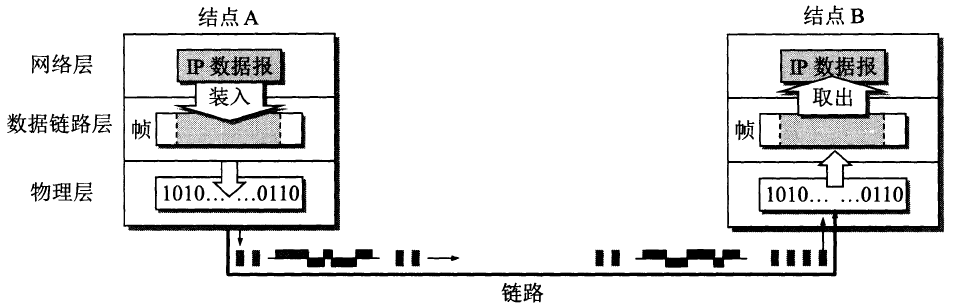 结点 A
结点 B
网络层
IP 数据报
IP 数据报
装入
取出
数据链路层
帧
帧
物理层
1010… …0110
1010… …0110
链路